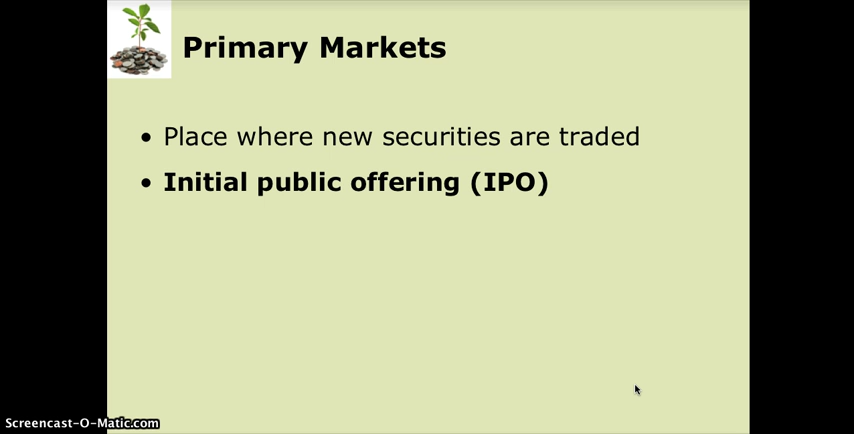 Primary Markets
• Place where new securities are traded
• Initial public offering (IPO)
Screencast-O-Matic.com